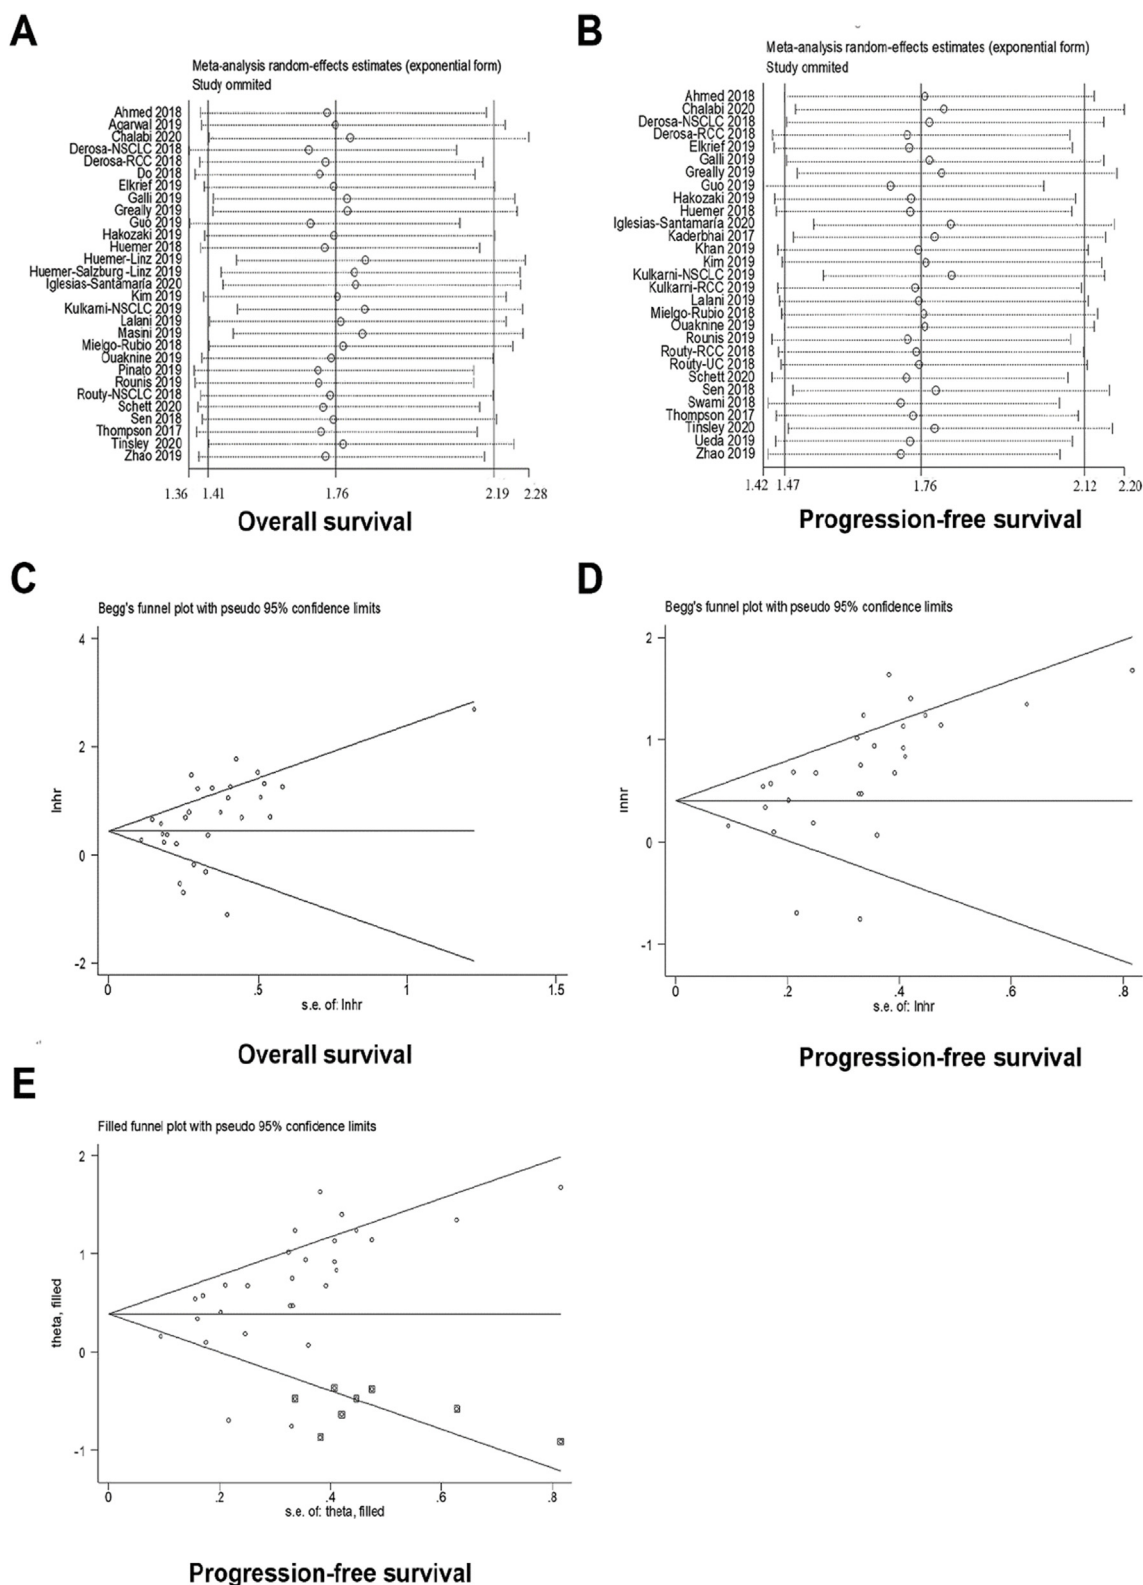 A
Meta-analysis random-effects estimates (exponential form)
Study ommited
Ahmed 2018
Agarwal 2019
Chalabi 2020
Derosa-NSCLC 2018
Derosa-RCC 2018
Do 2018
Elkrief 2019
Galli 2019
Greally 2019
Guo 2019
Hakozaki 2019
Huemer 2018
Huemer-Linz 2019
Huemer-Salzburg-Linz 2019
Iglesias-Santamaría 2020
Kim 2019
Kulkarni-NSCLC 2019
Lalani 2019
Masini 2019
Mielgo-Rubio 2018
Ouaknine 2019
Pinato 2019
Rounis 2019
Routy-NSCLC 2018
Schett 2020
Sen 2018
Thompson 2017
Tinsley 2020
Zhao 2019
1.36 1.41 1.76 2.19 2.28
Overall survival
B
Meta-analysis random-effects estimates (exponential form)
Study ommited
Ahmed 2018
Chalabi 2020
Derosa-NSCLC 2018
Derosa-RCC 2018
Elkrief 2019
Galli 2019
Greally 2019
Guo 2019
Hakozaki 2019
Huemer 2018
Iglesias-Santamaría 2020
Kaderbhai 2017
Khan 2019
Kim 2019
Kulkarni-NSCLC 2019
Kulkarni-RCC 2019
Lalani 2019
Mielgo-Rubio 2018
Ouaknine 2019
Rounis 2019
Routy-RCC 2018
Routy-UC 2018
Schett 2020
Sen 2018
Swami 2018
Thompson 2017
Tinsley 2020
Ueda 2019
Zhao 2019
1.42 1.47 1.76 2.12 2.20
Progression-free survival
C
Begg's funnel plot with pseudo 95% confidence limits
lnhr
4
2
0
-2
0 .5 1 1.5
s.e. of: lnhr
Overall survival
D
Begg's funnel plot with pseudo 95% confidence limits
lnhr
2
1
0
-1
0 .2 .4 .6 .8
s.e. of: lnhr
Progression-free survival
E
Filled funnel plot with pseudo 95% confidence limits
theta, filled
2
1
0
-1
0 .2 .4 .6 .8
s.e. of: theta, filled
Progression-free survival